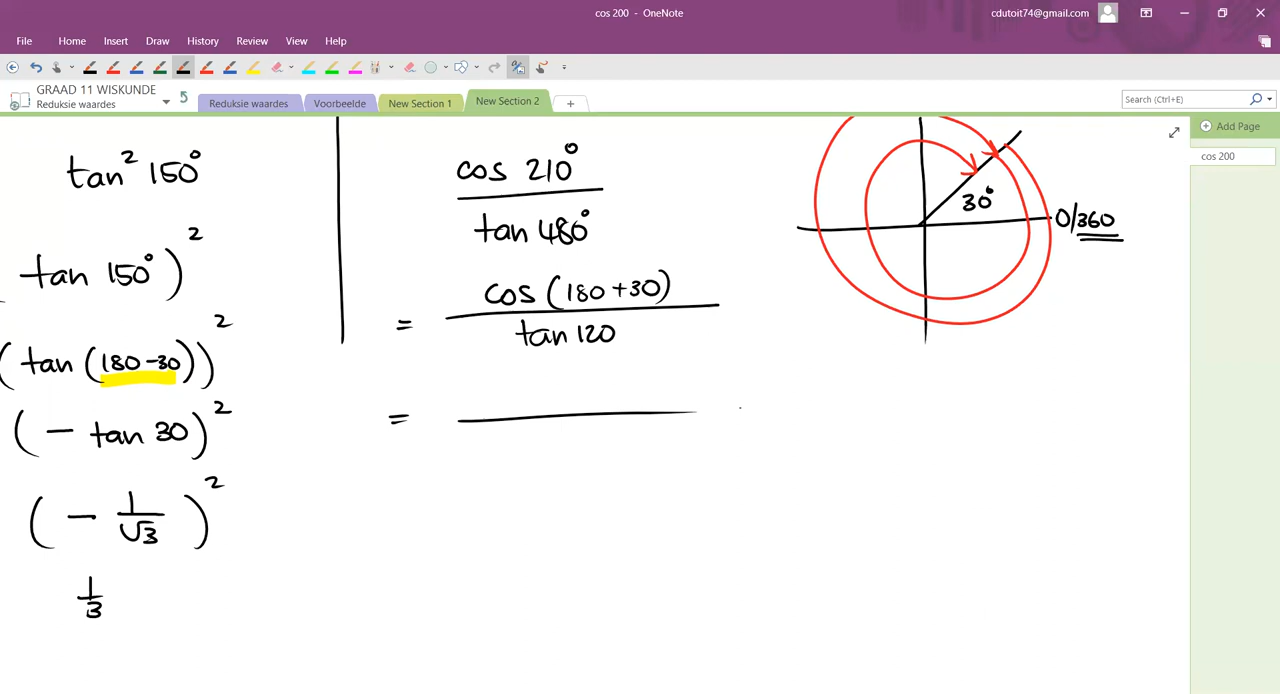 cos 200 - OneNote
cdutoit74@gmail.com
File Home Insert Draw History Review View Help
GRAAD 11 WISKUNDE
Reduksie waardes
Reduksie waardes Voorbeelde New Section 1 New Section 2 +
Search (Ctrl+E)
Add Page
cos 200
tan² 150°
tan 150°)²
(tan (180-30))²
(- tan 30)²
(- 1/√3)²
1/3
cos 210°
tan 480°
= cos (180+30)
tan 120
=
30°
0/360